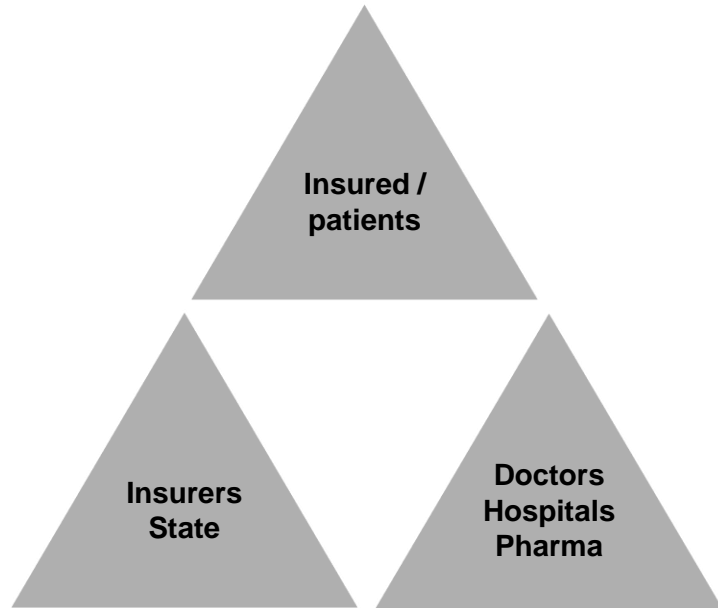 Insured /
patients
Insurers
State
Doctors
Hospitals
Pharma